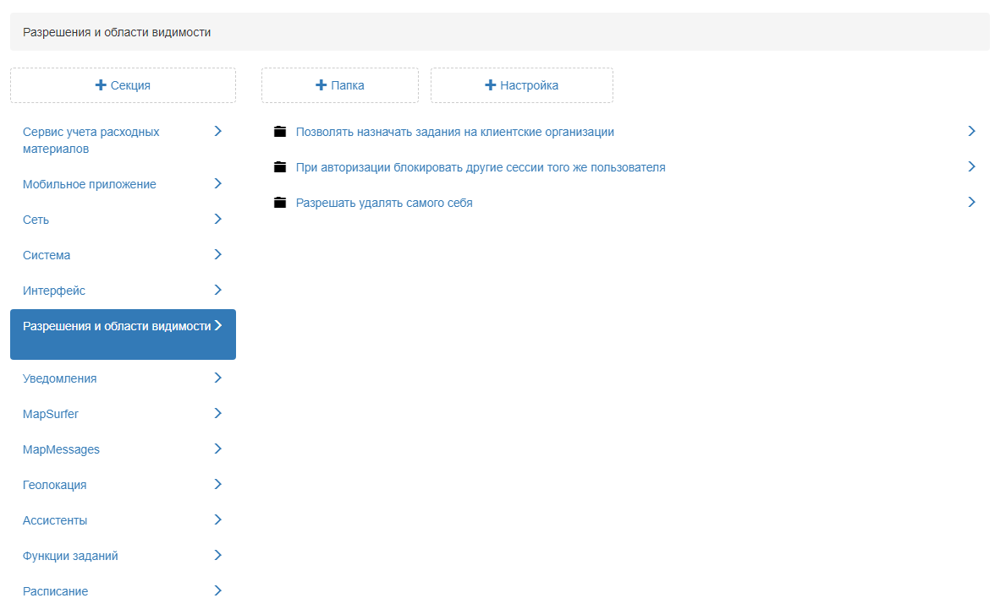 Разрешения и области видимости
Секция
Папка
Настройка
Сервис учета расходных
материалов
Мобильное приложение
Сеть
Система
Интерфейс
Разрешения и области видимости
Уведомления
MapSurfer
MapMessages
Геолокация
Ассистенты
Функции заданий
Расписание
Позволять назначать задания на клиентские организации
При авторизации блокировать другие сессии того же пользователя
Разрешать удалять самого себя